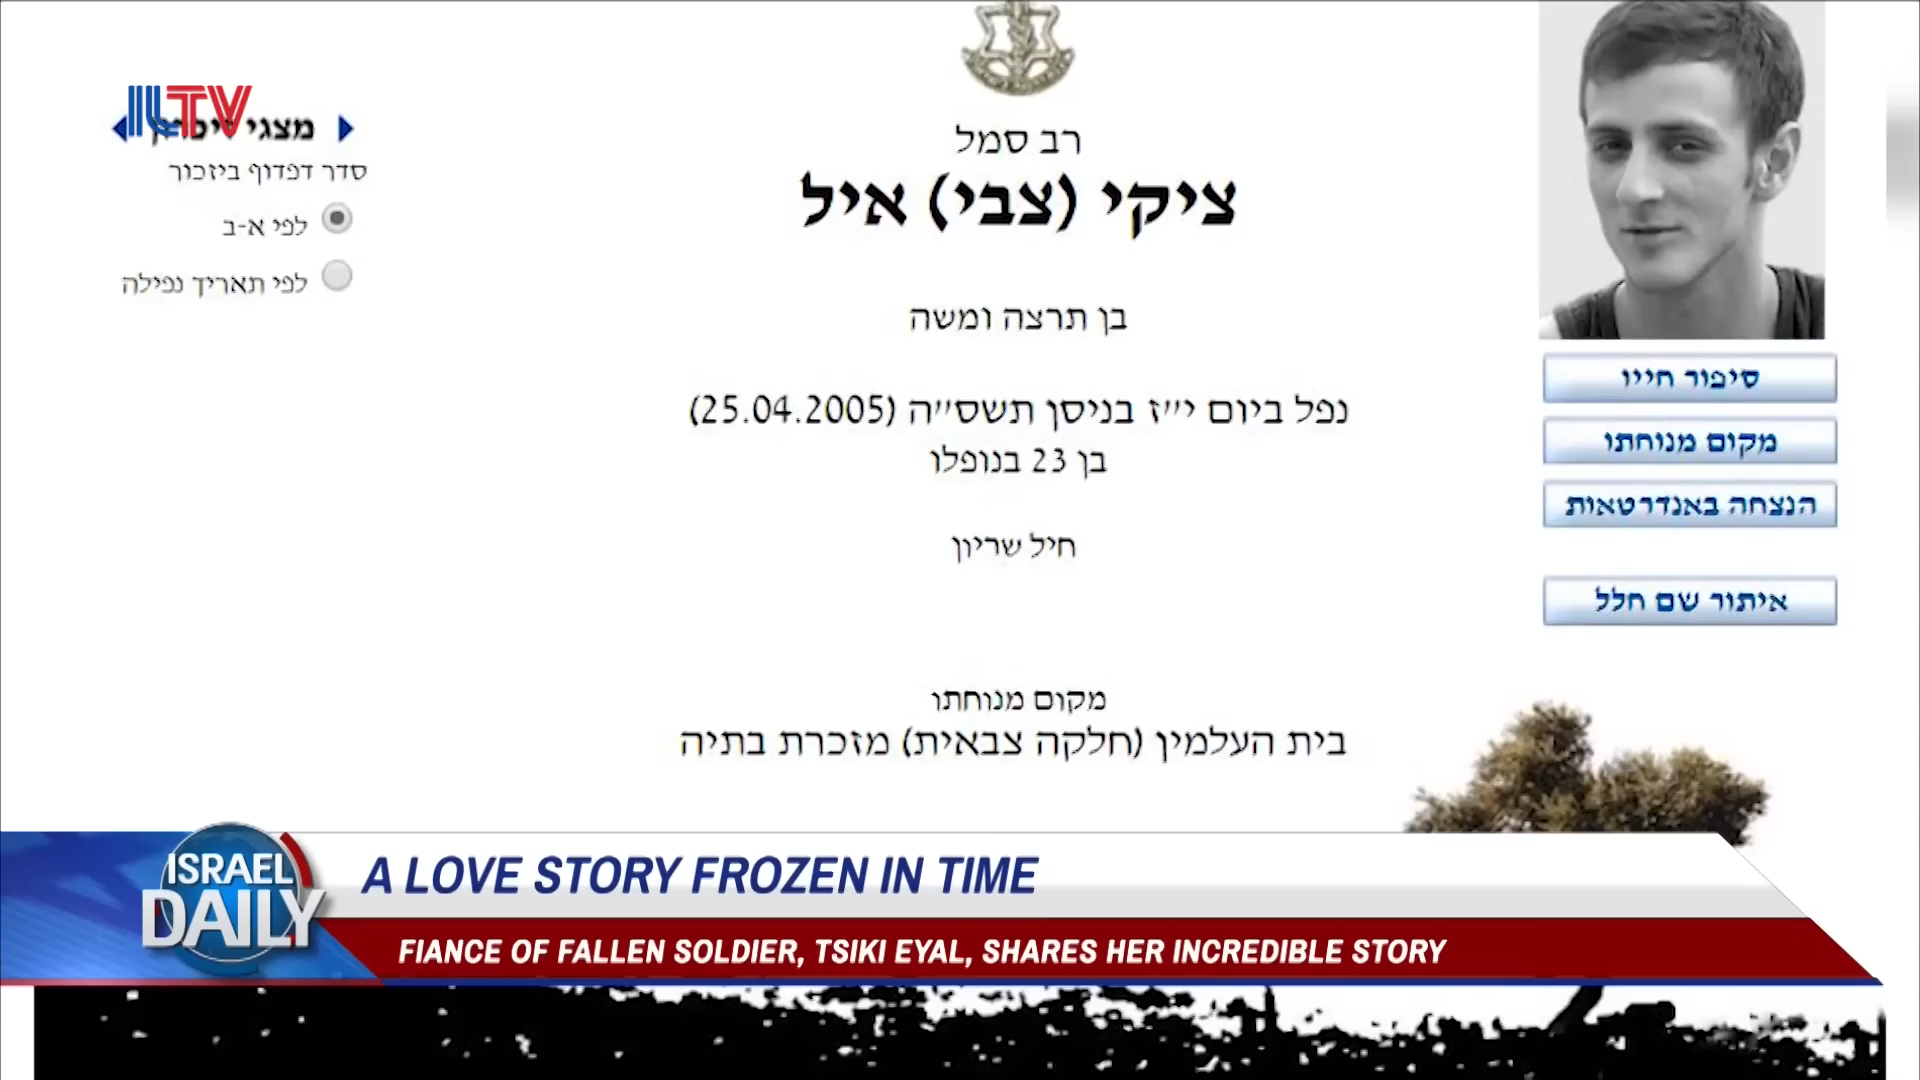 ILTV
מצגי
סדר דפדוף ביזכור
לפי א-ב
לפי תאריך נפילה
רב סמל
ציקי (צבי) איל
בן תרצה ומשה
נפל ביום י״ז בניסן תשס״ה (25.04.2005)
בן 23 בנופלו
חיל שריון
מקום מנוחתו
בית העלמין (חלקה צבאית) מזכרת בתיה
סיפור חייו
מקום מנוחתו
הנצחה באנדרטאות
איתור שם חלל
ISRAEL
DAILY
A LOVE STORY FROZEN IN TIME
FIANCE OF FALLEN SOLDIER, TSIKI EYAL, SHARES HER INCREDIBLE STORY